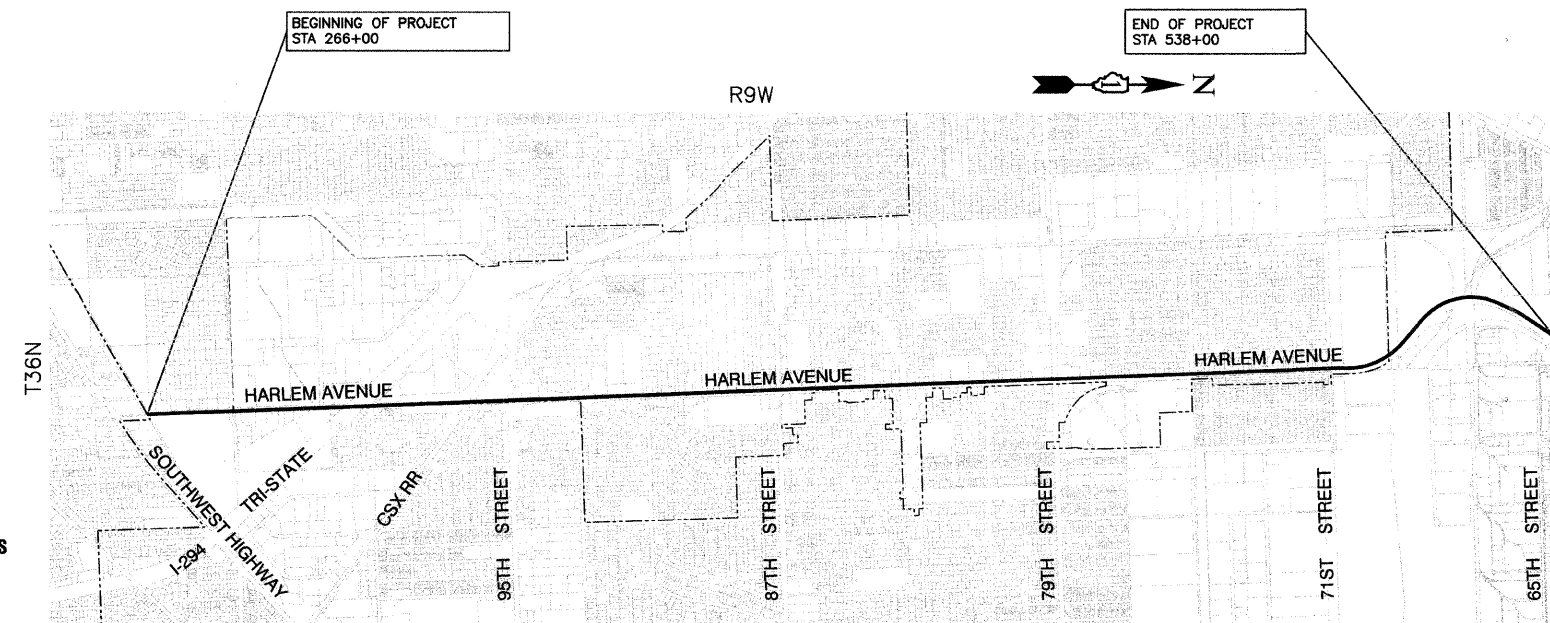 BEGINNING OF PROJECT
STA 266+00
END OF PROJECT
STA 538+00
R9W
N
T36N
HARLEM AVENUE
HARLEM AVENUE
HARLEM AVENUE
SOUTHWEST HIGHWAY
TRI-STATE
I-294
CSX RR
95TH STREET
87TH STREET
79TH STREET
71ST STREET
65TH STREET
s